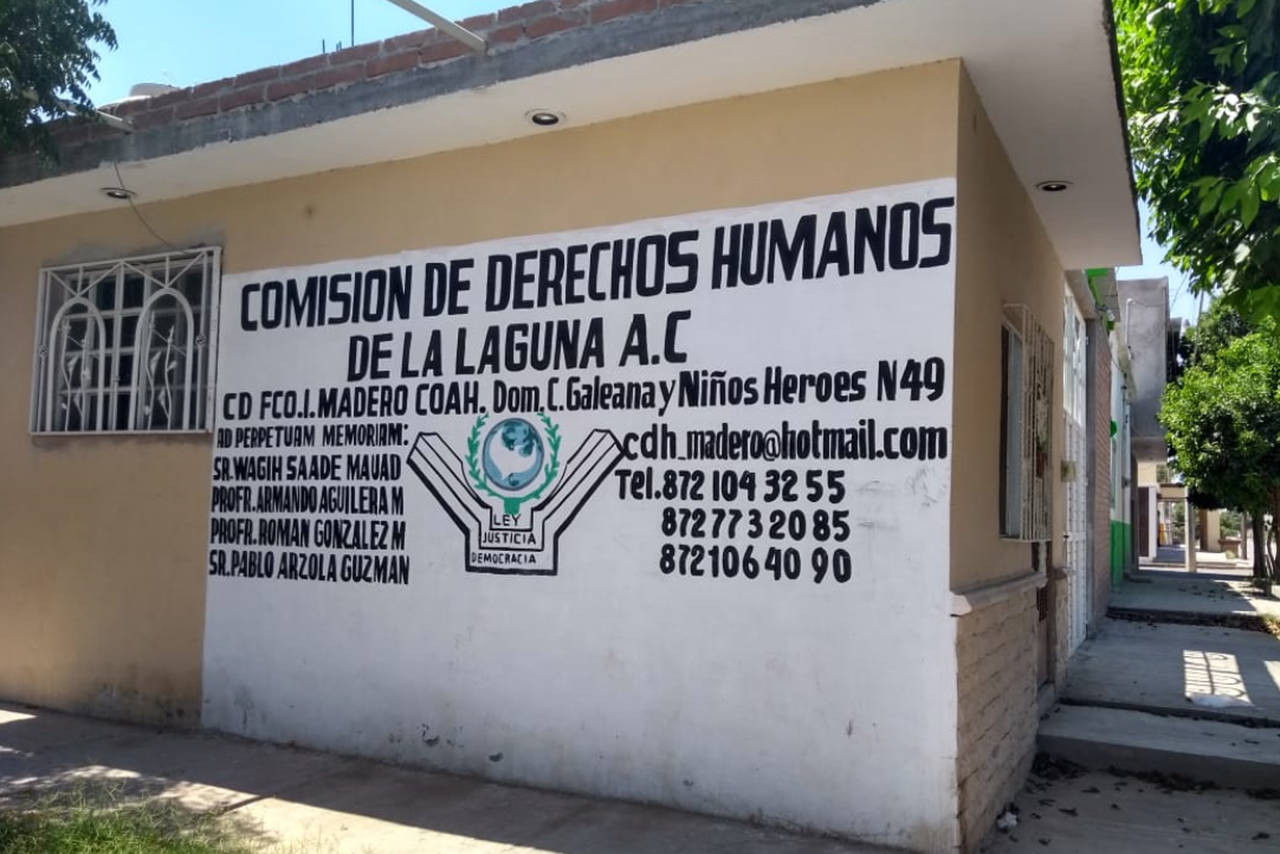 COMISION DE DERECHOS HUMANOS
DE LA LAGUNA A.C
CD FCO.I.MADERO COAH. Dom. C. Galeana y Niños Heroes N49
AD PERPETUAM MEMORIAM:
SR. WAGIH SAADE MAUAD
PROFR. ARMANDO AGUILERA M
PROFR. ROMAN GONZALEZ M
SR. PABLO ARZOLA GUZMAN
LEY
JUSTICIA
DEMOCRACIA
cdh_madero@hotmail.com
Tel. 872 104 32 55
872 77 3 20 85
872 106 40 90